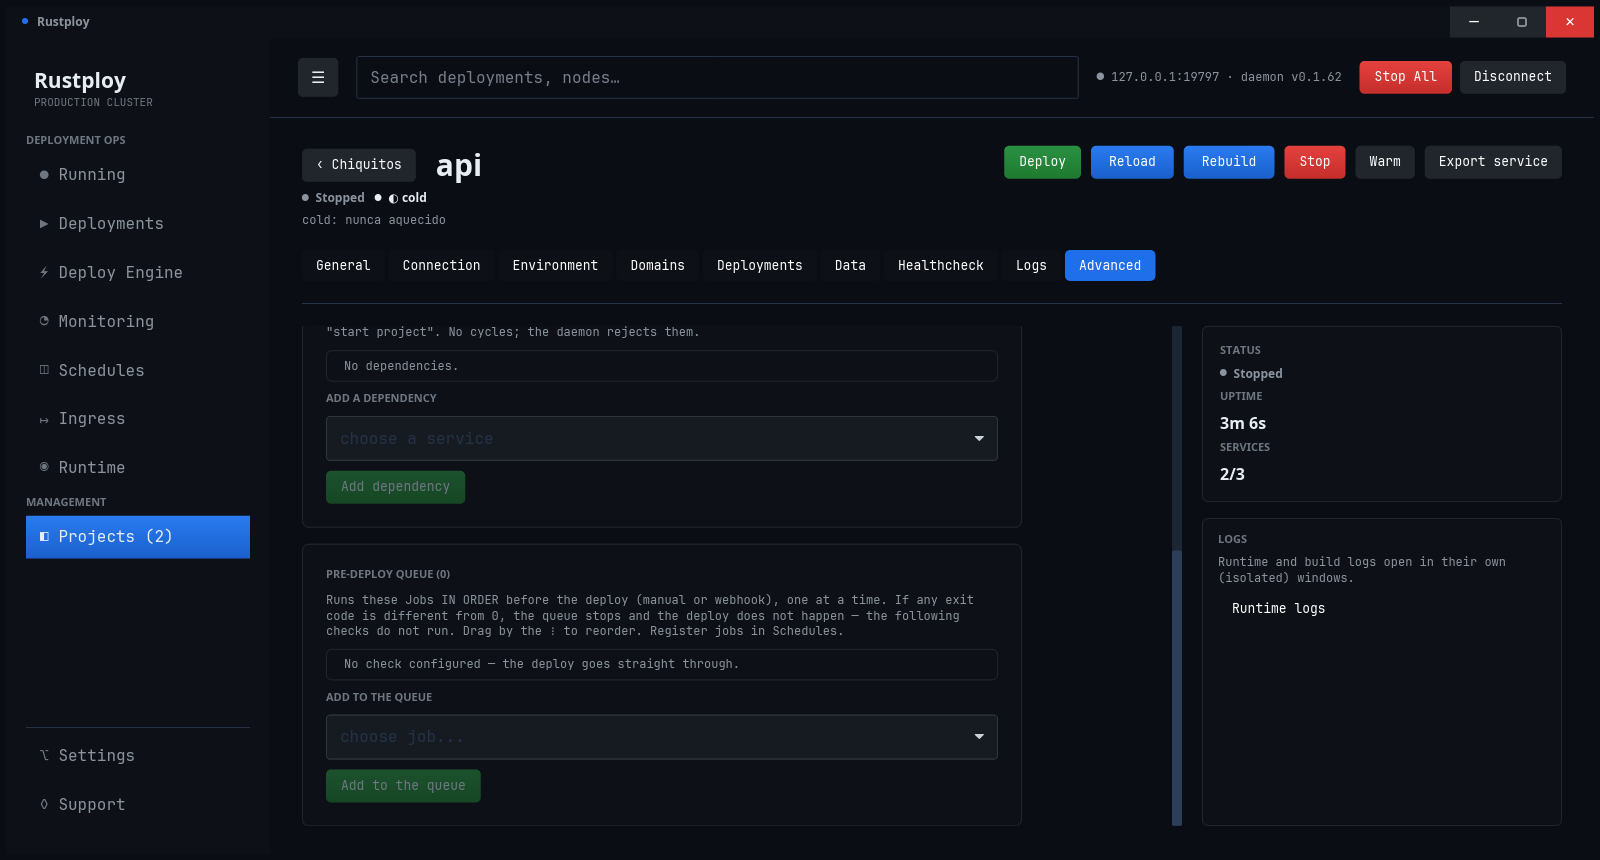 Rustploy
Rustploy
PRODUCTION CLUSTER
DEPLOYMENT OPS
Running
Deployments
Deploy Engine
Monitoring
Schedules
Ingress
Runtime
MANAGEMENT
Projects (2)
Settings
Support
Search deployments, nodes…
127.0.0.1:19797 · daemon v0.1.62
Stop All
Disconnect
‹ Chiquitos
api
Deploy
Reload
Rebuild
Stop
Warm
Export service
Stopped
cold
cold: nunca aquecido
General
Connection
Environment
Domains
Deployments
Data
Healthcheck
Logs
Advanced
"start project". No cycles; the daemon rejects them.
No dependencies.
ADD A DEPENDENCY
choose a service
Add dependency
PRE-DEPLOY QUEUE (0)
Runs these Jobs IN ORDER before the deploy (manual or webhook), one at a time. If any exit
code is different from 0, the queue stops and the deploy does not happen — the following
checks do not run. Drag by the ⋮ to reorder. Register jobs in Schedules.
No check configured — the deploy goes straight through.
ADD TO THE QUEUE
choose job...
Add to the queue
STATUS
Stopped
UPTIME
3m 6s
SERVICES
2/3
LOGS
Runtime and build logs open in their own
(isolated) windows.
Runtime logs